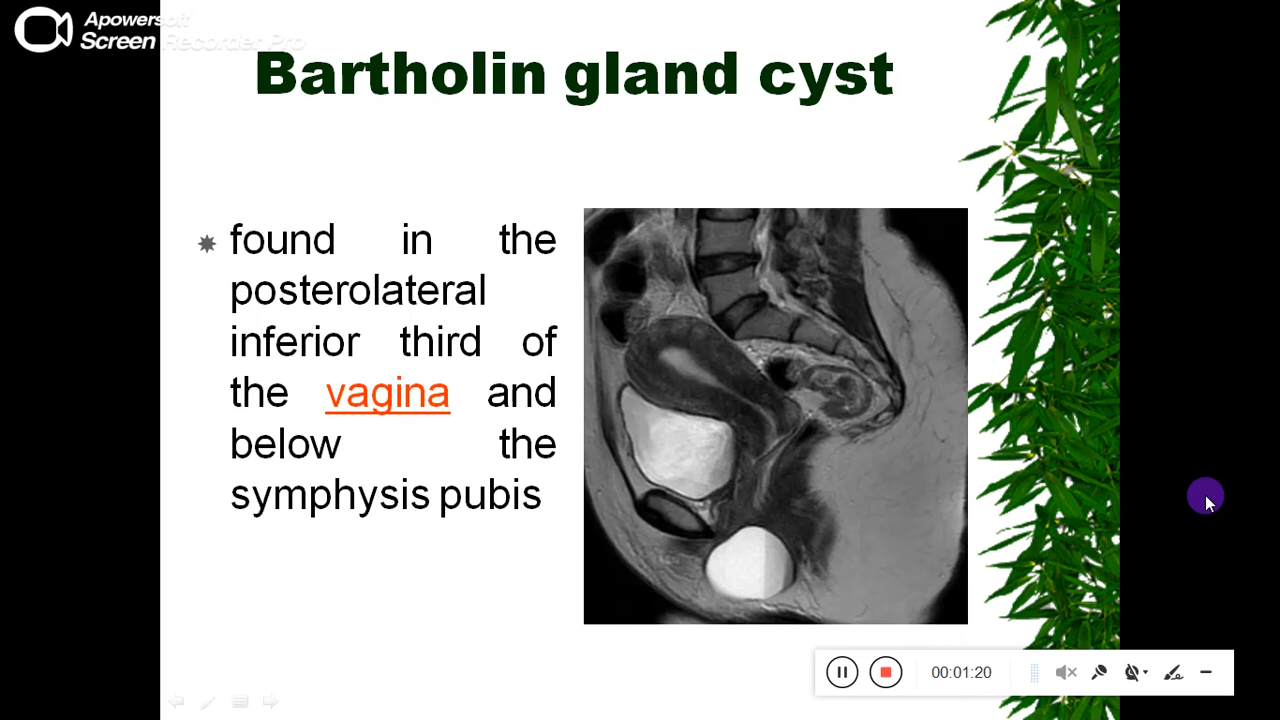 Apowersoft
Screen Recorder Pro
Bartholin gland cyst
found in the
posterolateral
inferior third of
the vagina and
below the
symphysis pubis
00:01:20